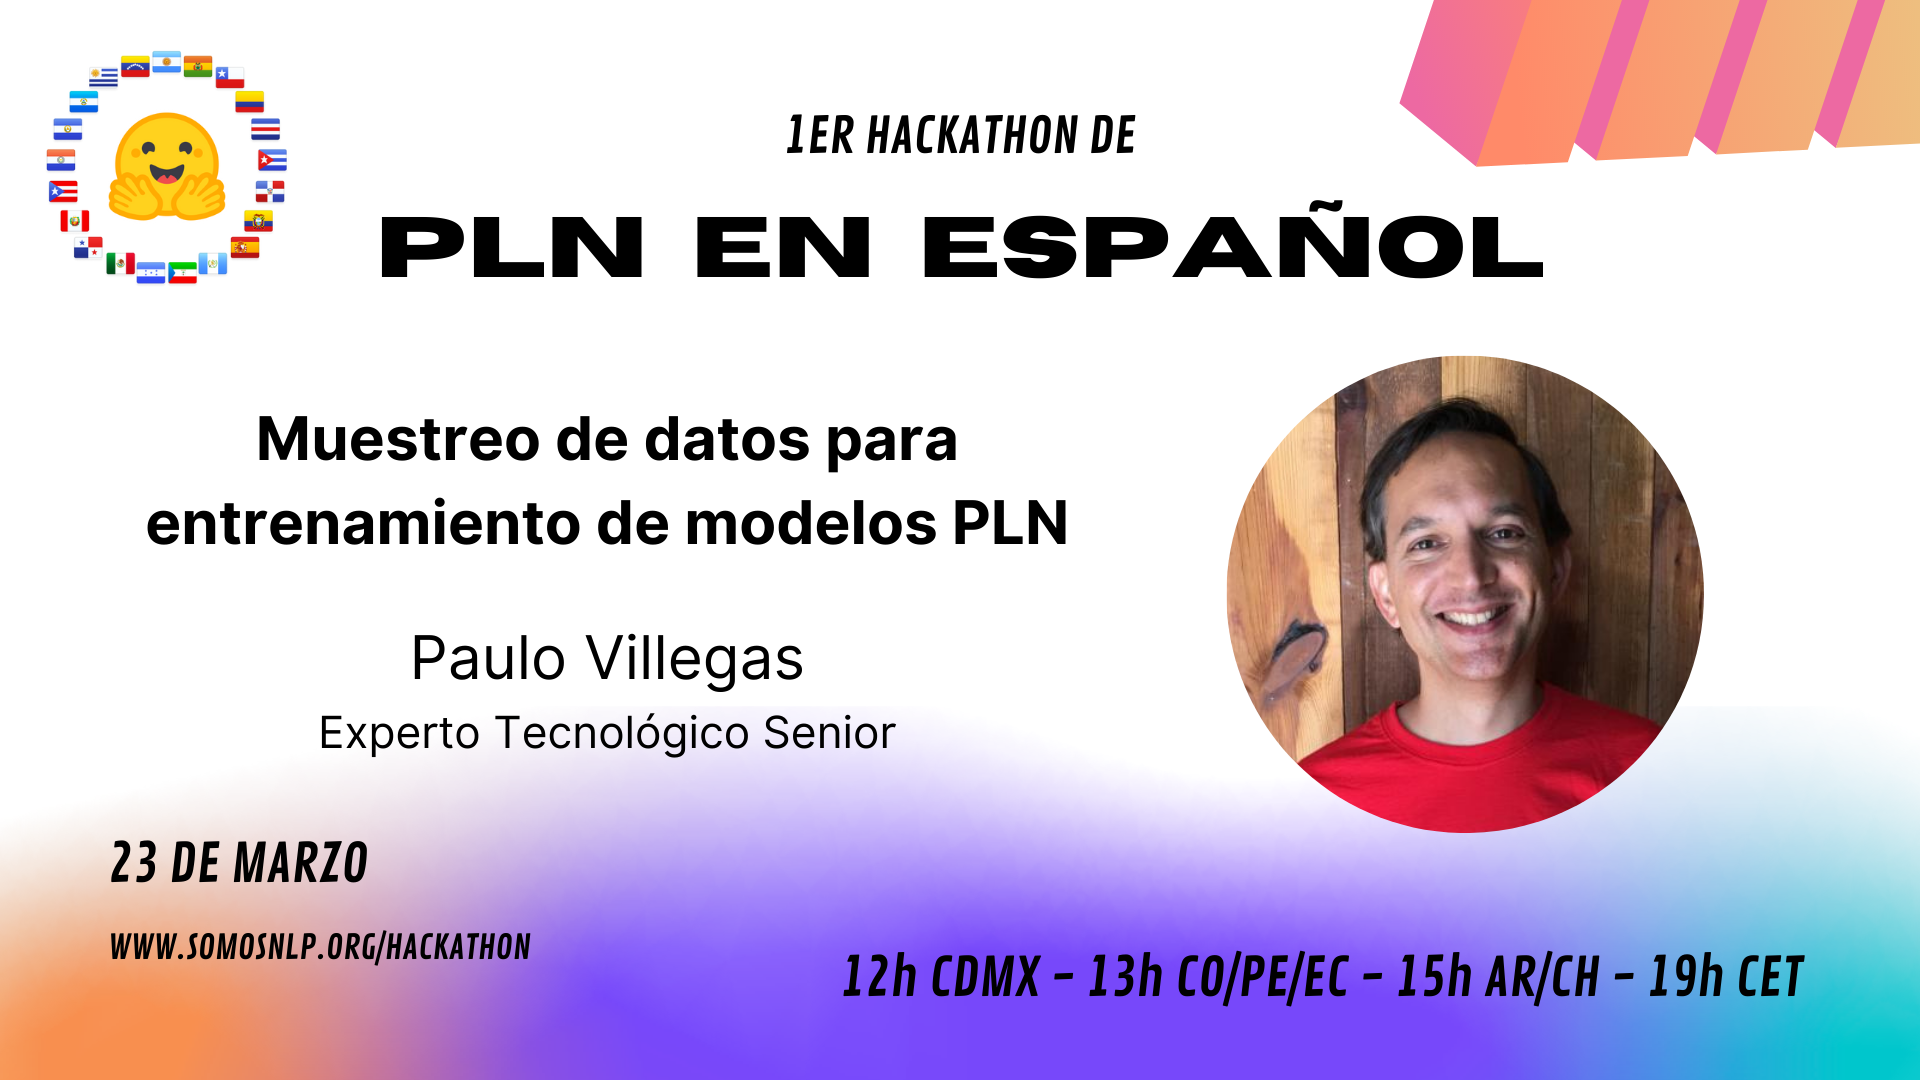 1ER HACKATHON DE
PLN EN ESPAÑOL
Muestreo de datos para
entrenamiento de modelos PLN
Paulo Villegas
Experto Tecnológico Senior
23 DE MARZO
WWW.SOMOSNLP.ORG/HACKATHON
12h CDMX - 13h CO/PE/EC - 15h AR/CH - 19h CET